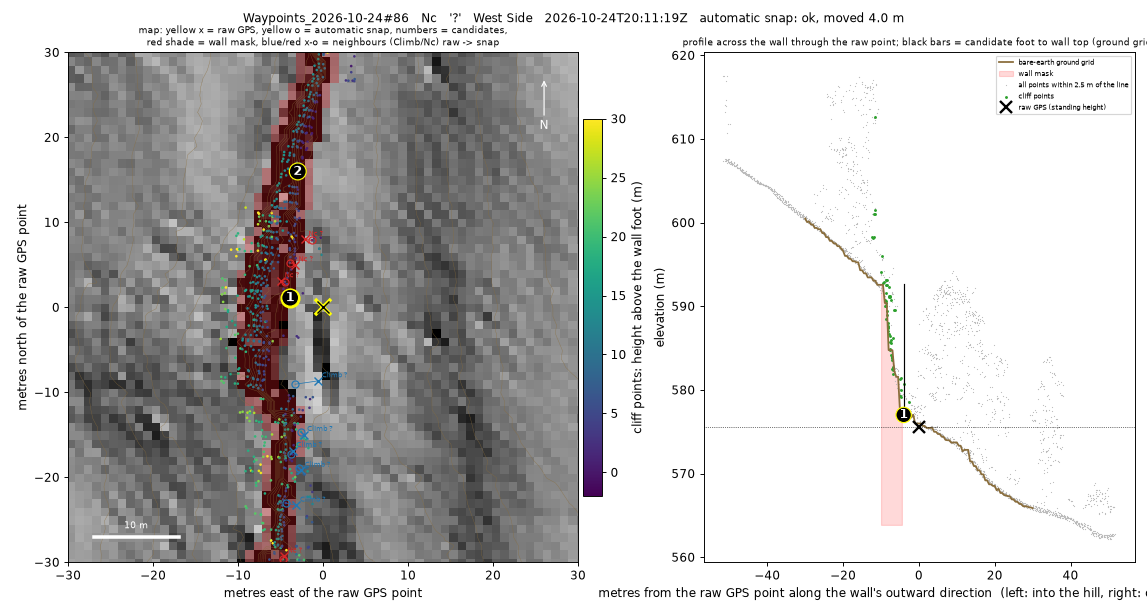 Waypoints_2026-10-24#86 Nc '?' West Side 2026-10-24T20:11:19Z automatic snap: ok, moved 4.0 m
map: yellow x = raw GPS, yellow o = automatic snap, numbers = candidates,
red shade = wall mask, blue/red x-o = neighbours (Climb/Nc) raw -> snap
profile across the wall through the raw point; black bars = candidate foot to wall top (ground gri
metres north of the raw GPS point
30
20
10
0
−10
−20
−30
−30
−20
−10
0
10
20
30
metres east of the raw GPS point
N
2
1
10 m
30
25
20
15
10
5
0
cliff points: height above the wall foot (m)
elevation (m)
620
610
600
590
580
570
560
−40
−20
0
20
40
metres from the raw GPS point along the wall's outward direction (left: into the hill, right:
bare-earth ground grid
wall mask
all points within 2.5 m of the line
cliff points
raw GPS (standing height)
1